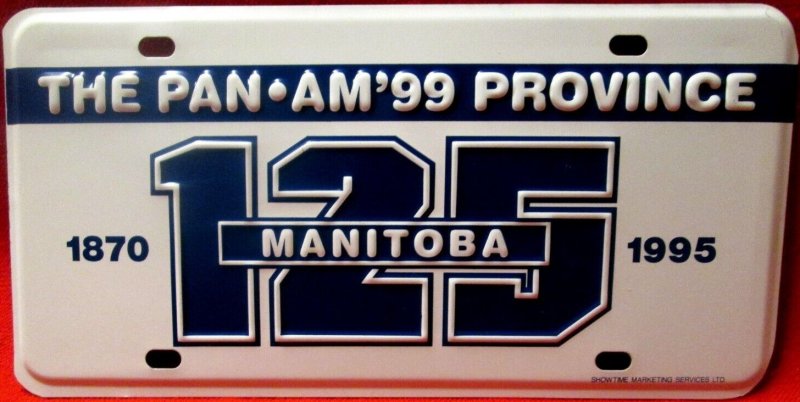 THE PAN•AM'99 PROVINCE
125
1870 MANITOBA 1995
SHOWTIME MARKETING SERVICES LTD.